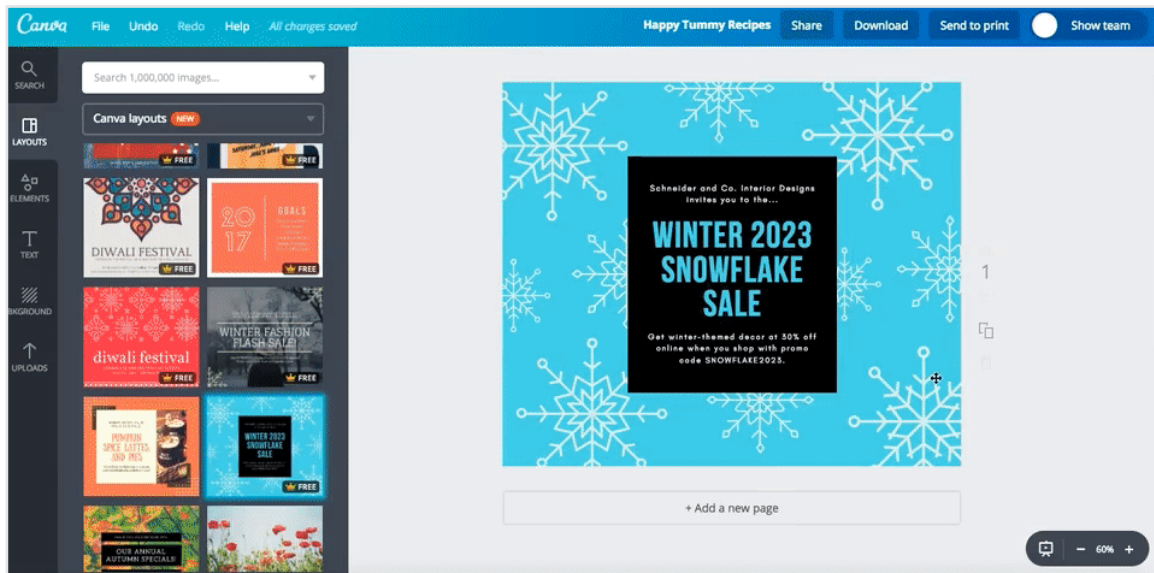 Canva File Undo Redo Help All changes saved Happy Tummy Recipes Share Download Send to print Show team
SEARCH
LAYOUTS
ELEMENTS
TEXT
BKGROUND
UPLOADS
Search 1,000,000 images...
Canva layouts NEW
FREE
FREE
DIWALI FESTIVAL
FREE
2017
GOALS
FREE
diwali festival
FREE
WINTER FASHION
FLASH SALE!
FREE
PUMPKIN
SPICE LATTES
AND PIES
WINTER 2023
SNOWFLAKE
SALE
FREE
OUR ANNUAL
AUTUMN SPECIALS!
Schneider and Co. Interior Designs
invites you to the...
WINTER 2023
SNOWFLAKE
SALE
Get winter-themed decor at 30% off
online when you shop with promo
code SNOWFLAKE2023.
1
+ Add a new page
60%